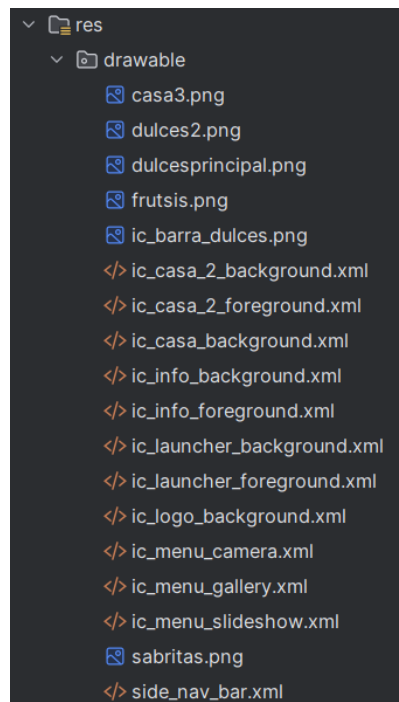 res
drawable
casa3.png
dulces2.png
dulcesprincipal.png
frutsis.png
ic_barra_dulces.png
ic_casa_2_background.xml
ic_casa_2_foreground.xml
ic_casa_background.xml
ic_info_background.xml
ic_info_foreground.xml
ic_launcher_background.xml
ic_launcher_foreground.xml
ic_logo_background.xml
ic_menu_camera.xml
ic_menu_gallery.xml
ic_menu_slideshow.xml
sabritas.png
side_nav_bar.xml